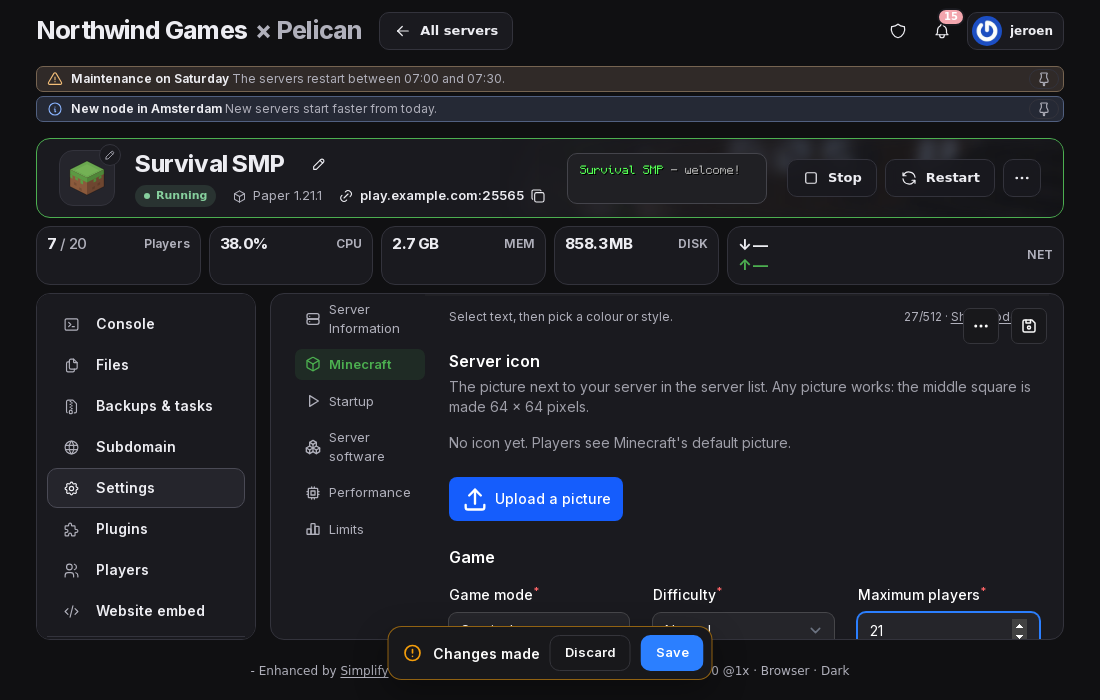 Northwind Games × Pelican
All servers
15
jeroen
Maintenance on Saturday The servers restart between 07:00 and 07:30.
New node in Amsterdam New servers start faster from today.
Survival SMP
Running
Paper 1.21.1
play.example.com:25565
Survival SMP – welcome!
Stop
Restart
7 / 20
Players
38.0%
CPU
2.7 GB
MEM
858.3 MB
DISK
↓—
↑—
NET
Console
Files
Backups & tasks
Subdomain
Settings
Plugins
Players
Website embed
Server
Information
Minecraft
Startup
Server
software
Performance
Limits
Select text, then pick a colour or style.
27/512 ·
Server icon
The picture next to your server in the server list. Any picture works: the middle square is
made 64 × 64 pixels.
No icon yet. Players see Minecraft's default picture.
Upload a picture
Game
Game mode*
Difficulty*
Maximum players*
21
Changes made
Discard
Save
- Enhanced by Simplify
0 @1x · Browser · Dark